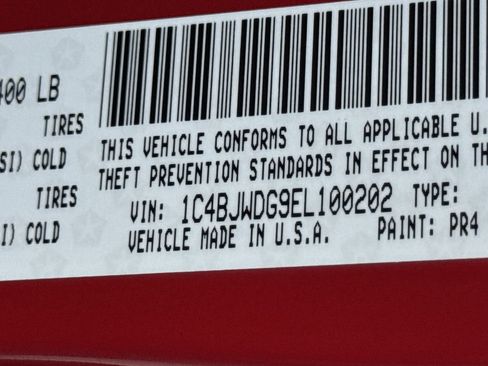 400 LB
TIRES
SI) COLD
TIRES
I) COLD
THIS VEHICLE CONFORMS TO ALL APPLICABLE U.
THEFT PREVENTION STANDARDS IN EFFECT ON TH
VIN: 1C4BJWDG9EL100202 TYPE:
VEHICLE MADE IN U.S.A. PAINT: PR4